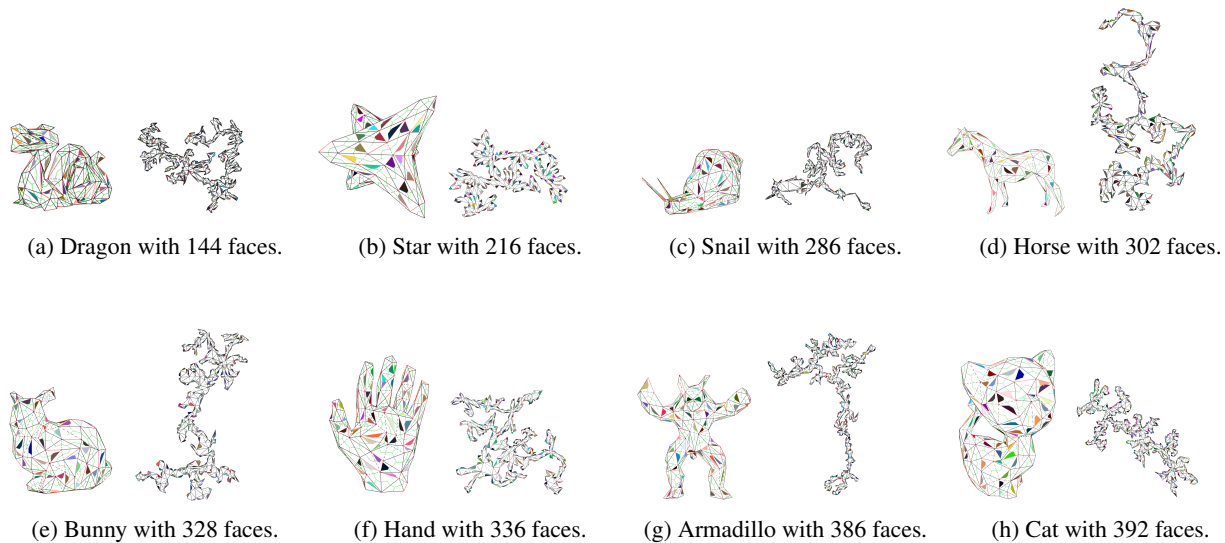 (a) Dragon with 144 faces.
(b) Star with 216 faces.
(c) Snail with 286 faces.
(d) Horse with 302 faces.
(e) Bunny with 328 faces.
(f) Hand with 336 faces.
(g) Armadillo with 386 faces.
(h) Cat with 392 faces.